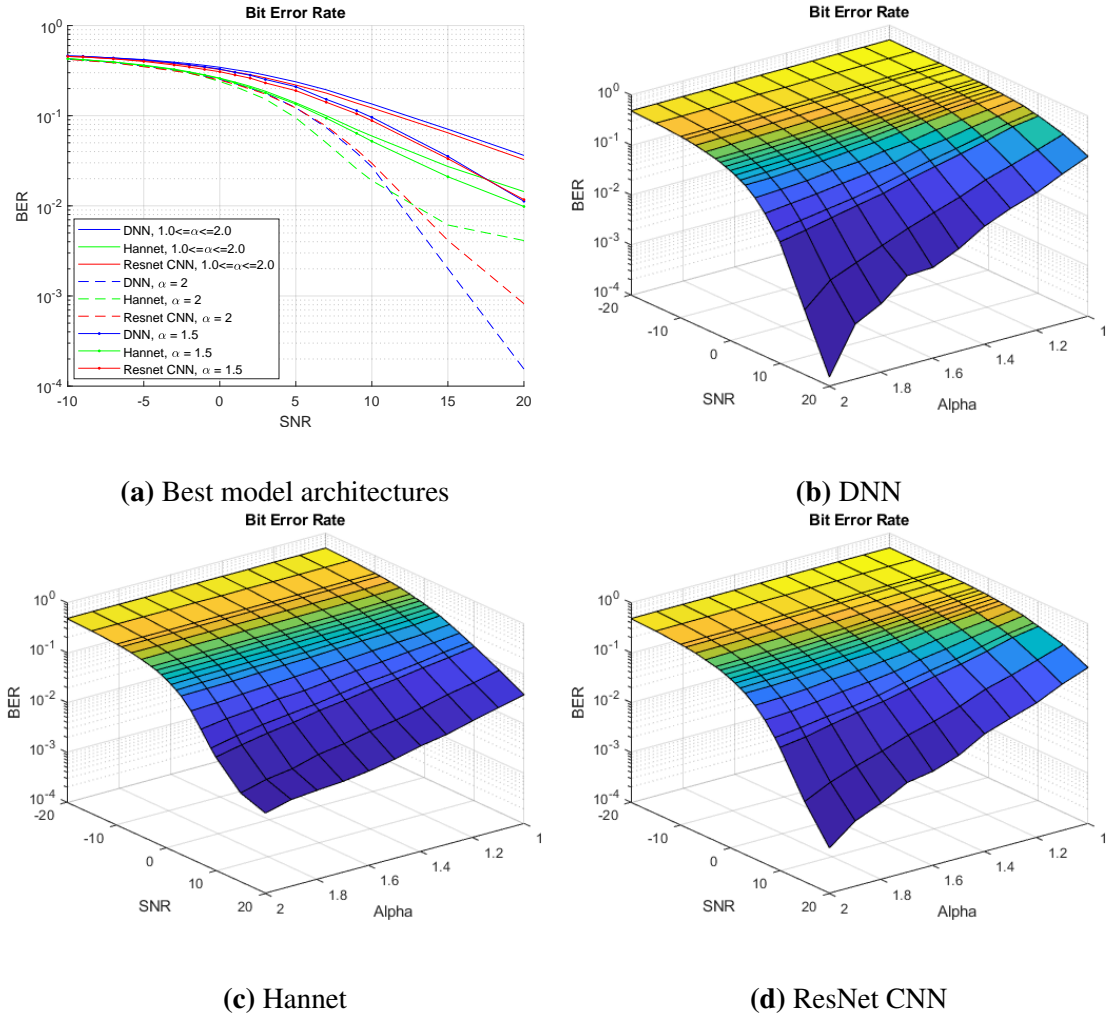 Bit Error Rate
10^0
10^-1
10^-2
10^-3
10^-4
BER
-10 -5 0 5 10 15 20
SNR
DNN, 1.0<=α<=2.0
Hannet, 1.0<=α<=2.0
Resnet CNN, 1.0<=α<=2.0
DNN, α = 2
Hannet, α = 2
Resnet CNN, α = 2
DNN, α = 1.5
Hannet, α = 1.5
Resnet CNN, α = 1.5
(a) Best model architectures
Bit Error Rate
10^0
10^-1
10^-2
10^-3
10^-4
BER
-20 -10 0 10 20
SNR
2 1.8 1.6 1.4 1.2 1
Alpha
(b) DNN
Bit Error Rate
10^0
10^-1
10^-2
10^-3
10^-4
BER
-20 -10 0 10 20
SNR
2 1.8 1.6 1.4 1.2 1
Alpha
(c) Hannet
Bit Error Rate
10^0
10^-1
10^-2
10^-3
10^-4
BER
-20 -10 0 10 20
SNR
2 1.8 1.6 1.4 1.2 1
Alpha
(d) ResNet CNN